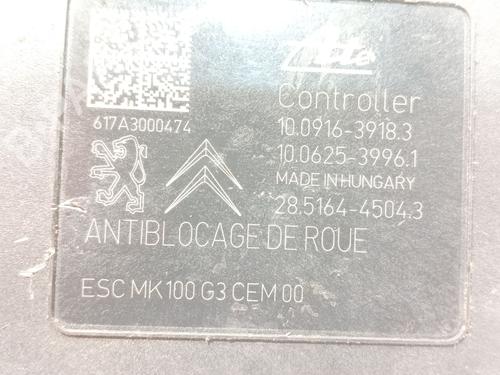 Ate
Controller
617A3000474
10.0916-3918.3
10.0625-3996.1
MADE IN HUNGARY
28.5164-4504.3
ANTIBLOCAGE DE ROUE
ESC MK100 G3 CEM 00